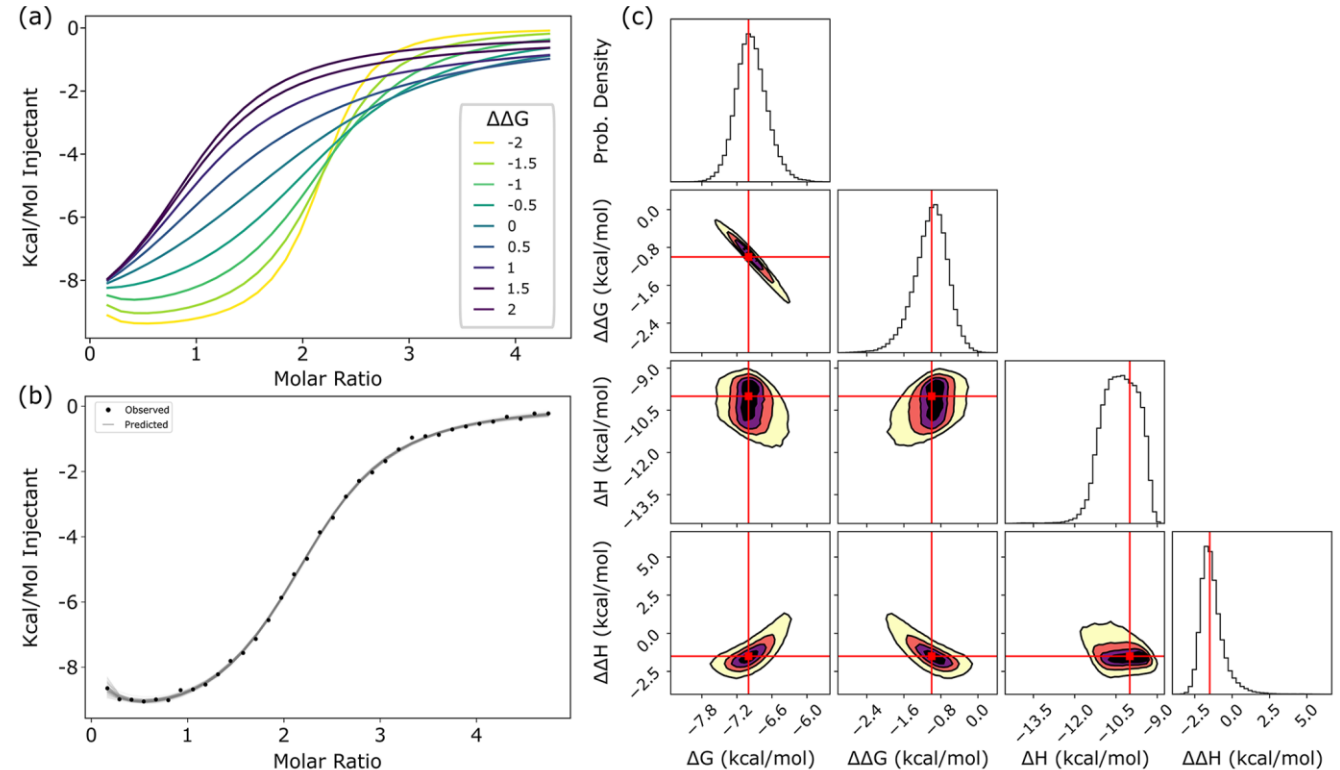 (a)
0
-2
-4
-6
-8
Kcal/Mol Injectant
ΔΔG
-2
-1.5
-1
-0.5
0
0.5
1
1.5
2
0 1 2 3 4
Molar Ratio
(b)
Observed
Predicted
0
-2
-4
-6
-8
Kcal/Mol Injectant
0 1 2 3 4
Molar Ratio
(c)
Prob. Density
ΔΔG (kcal/mol)
0.0
−0.8
−1.6
−2.4
ΔH (kcal/mol)
−9.0
−10.5
−12.0
−13.5
ΔΔH (kcal/mol)
5.0
2.5
0.0
−2.5
−7.8 −7.2 −6.6 −6.0
−2.4 −1.6 −0.8 0.0
−13.5 −12.0 −10.5 −9.0
−2.5 0.0 2.5 5.0
ΔG (kcal/mol)
ΔΔG (kcal/mol)
ΔH (kcal/mol)
ΔΔH (kcal/mol)